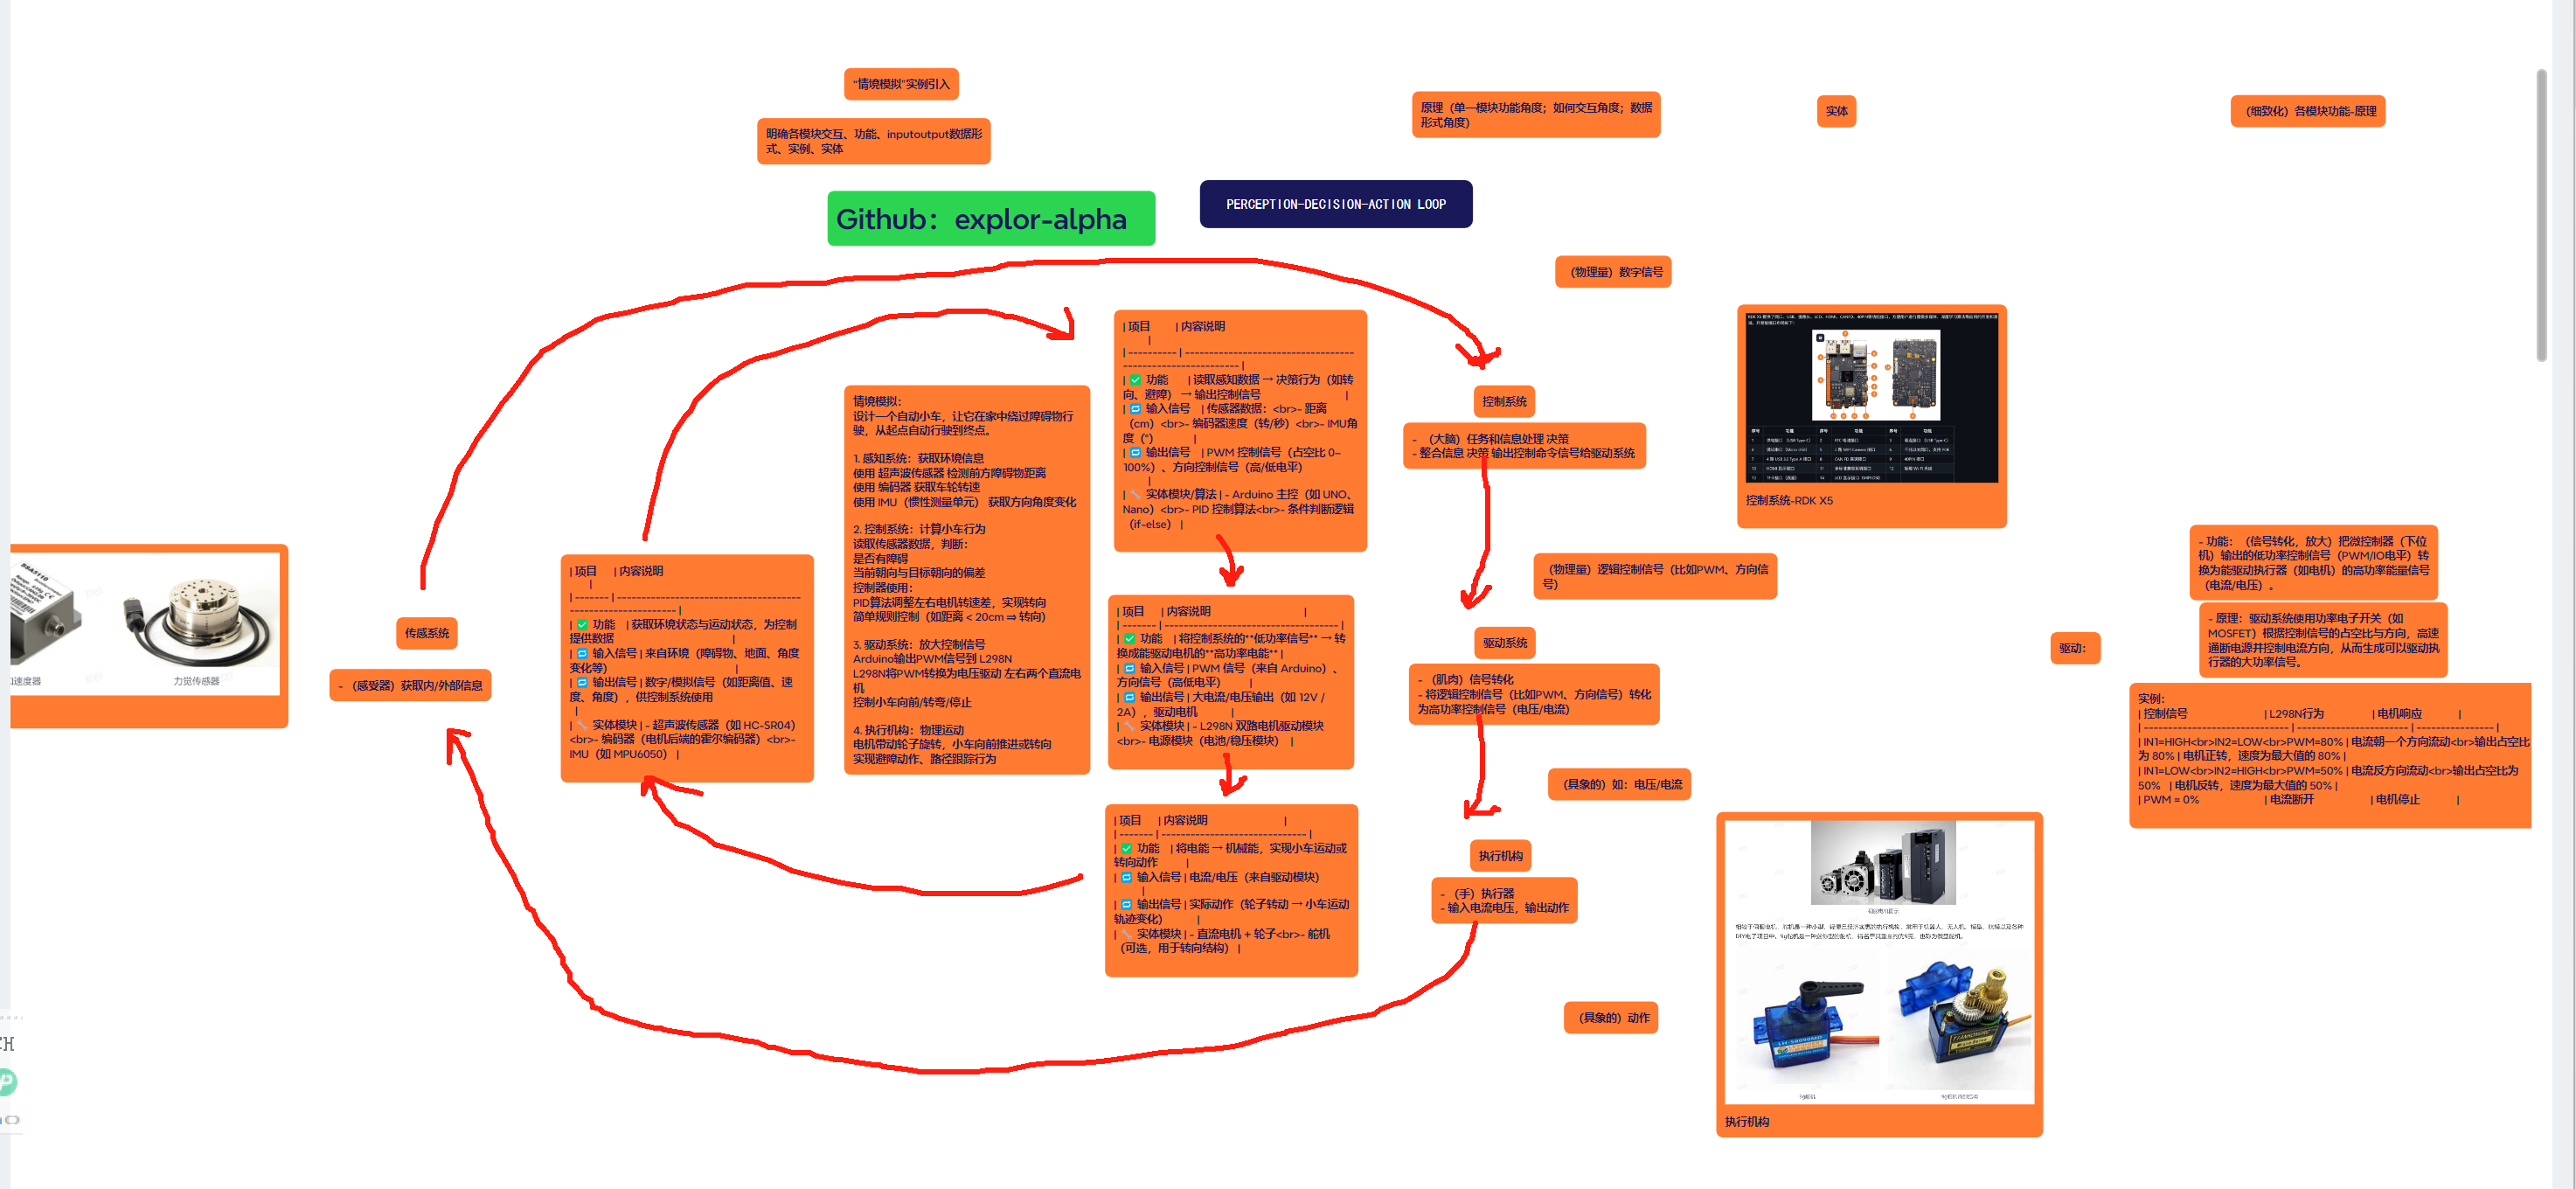 “情境模拟”实例引入
明确各模块交互、功能、inputoutput数据形
式、实例、实体
原理（单一模块功能角度；如何交互角度；数据
形式角度）
实体
（细致化）各模块功能-原理
Github：explor-alpha
PERCEPTION-DECISION-ACTION LOOP
（物理量）数字信号
加速度器
力觉传感器
传感系统
- （感受器）获取内/外部信息
| 项目 | 内容说明
|
| ------- | --------------------------------------
---------------------- |
| ✅ 功能 | 获取环境状态与运动状态，为控制
提供数据 |
| 🔁 输入信号 | 来自环境（障碍物、地面、角度
变化等） |
| 🔁 输出信号 | 数字/模拟信号（如距离值、速
度、角度），供控制系统使用
|
| 🔧 实体模块 | - 超声波传感器（如 HC-SR04）
<br>- 编码器（电机后端的霍尔编码器）<br>-
IMU（如 MPU6050） |
情境模拟：
设计一个自动小车，让它在家中绕过障碍物行
驶，从起点自动行驶到终点。
1. 感知系统：获取环境信息
使用 超声波传感器 检测前方障碍物距离
使用 编码器 获取车轮转速
使用 IMU（惯性测量单元） 获取方向角度变化
2. 控制系统：计算小车行为
读取传感器数据，判断：
是否有障碍
当前朝向与目标朝向的偏差
控制器使用：
PID算法调整左右电机转速差，实现转向
简单规则控制（如距离 < 20cm ⇒ 转向）
3. 驱动系统：放大控制信号
Arduino输出PWM信号到 L298N
L298N将PWM转换为电压驱动 左右两个直流电
机
控制小车向前/转弯/停止
4. 执行机构：物理运动
电机带动轮子旋转，小车向前推进或转向
实现避障动作、路径跟踪行为
| 项目 | 内容说明
|
| ---------- | -----------------------------------
------------------------ |
| ✅ 功能 | 读取感知数据 → 决策行为（如转
向、避障） → 输出控制信号 |
| 🔁 输入信号 | 传感器数据：<br>- 距离
（cm）<br>- 编码器速度（转/秒）<br>- IMU角
度（°） |
| 🔁 输出信号 | PWM 控制信号（占空比 0–
100%）、方向控制信号（高/低电平）
|
| 🔧 实体模块/算法 | - Arduino 主控（如 UNO、
Nano）<br>- PID 控制算法<br>- 条件判断逻辑
（if-else） |
| 项目 | 内容说明 |
| ------- | ------------------------------------ |
| ✅ 功能 | 将控制系统的**低功率信号** → 转
换成能驱动电机的**高功率电能** |
| 🔁 输入信号 | PWM 信号（来自 Arduino）、
方向信号（高低电平） |
| 🔁 输出信号 | 大电流/电压输出（如 12V /
2A），驱动电机 |
| 🔧 实体模块 | - L298N 双路电机驱动模块
<br>- 电源模块（电池/稳压模块） |
| 项目 | 内容说明 |
| ------- | ------------------------------ |
| ✅ 功能 | 将电能 → 机械能，实现小车运动或
转向动作 |
| 🔁 输入信号 | 电流/电压（来自驱动模块）
|
| 🔁 输出信号 | 实际动作（轮子转动 → 小车运动
轨迹变化） |
| 🔧 实体模块 | - 直流电机 + 轮子<br>- 舵机
（可选，用于转向结构） |
控制系统
- （大脑）任务和信息处理 决策
- 整合信息 决策 输出控制命令信号给驱动系统
（物理量）逻辑控制信号（比如PWM、方向信
号）
驱动系统
- （肌肉）信号转化
- 将逻辑控制信号（比如PWM、方向信号）转化
为高功率控制信号（电压/电流）
（具象的）如：电压/电流
执行机构
- （手）执行器
- 输入电流电压，输出动作
（具象的）动作
控制系统-RDK X5
执行机构
驱动：
- 功能：（信号转化，放大）把微控制器（下位
机）输出的低功率控制信号（PWM/IO电平）转
换为能驱动执行器（如电机）的高功率能量信号
（电流/电压）。
- 原理：驱动系统使用功率电子开关（如
MOSFET）根据控制信号的占空比与方向，高速
通断电源并控制电流方向，从而生成可以驱动执
行器的大功率信号。
实例：
| 控制信号 | L298N行为 | 电机响应 |
| ------------------------------ | ----------------------- | ---------------- |
| IN1=HIGH<br>IN2=LOW<br>PWM=80% | 电流朝一个方向流动<br>输出占空比
为 80% | 电机正转，速度为最大值的 80% |
| IN1=LOW<br>IN2=HIGH<br>PWM=50% | 电流反方向流动<br>输出占空比为
50% | 电机反转，速度为最大值的 50% |
| PWM = 0% | 电流断开 | 电机停止 |